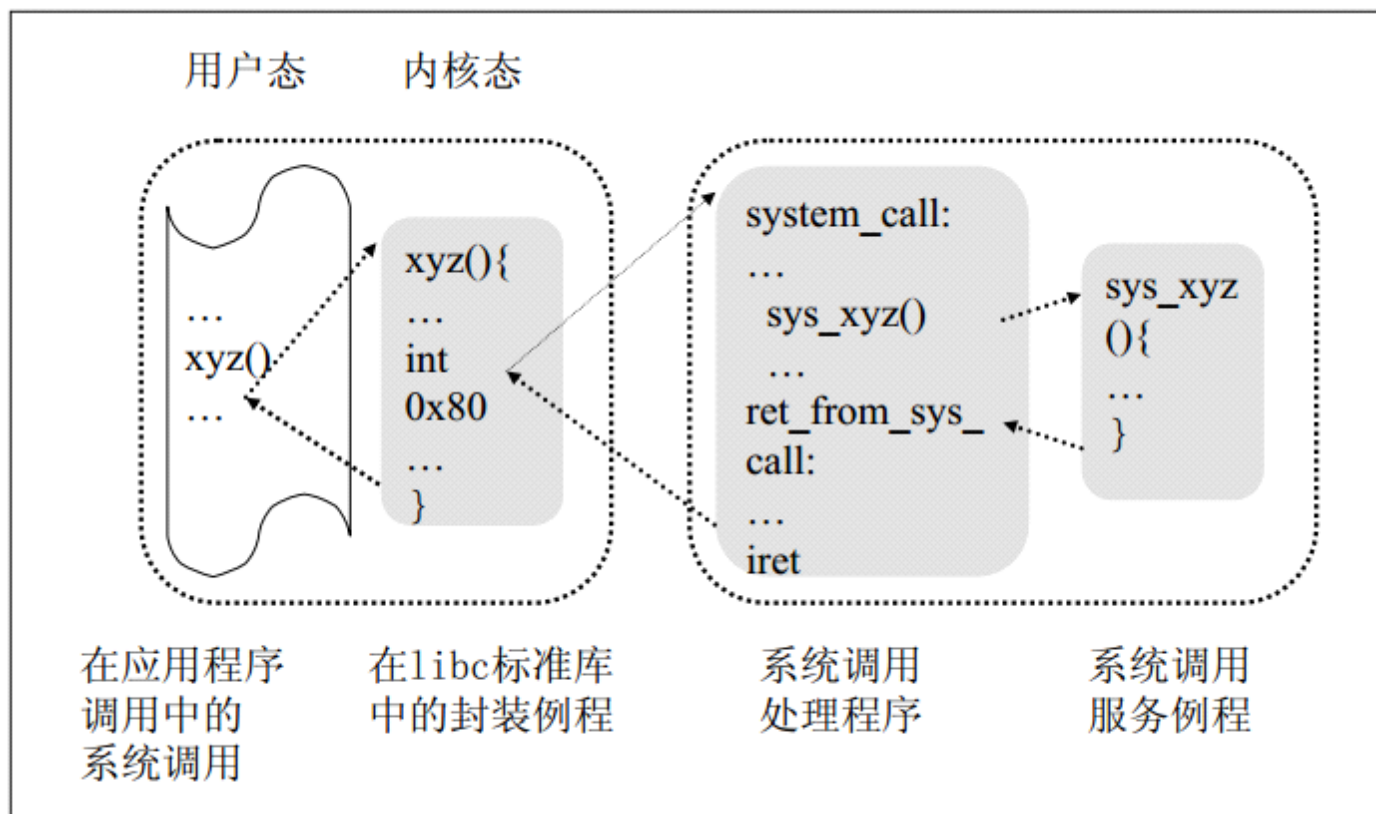 用户态
内核态
…
xyz()
…
xyz(){
…
int
0x80
…
}
system_call:
…
sys_xyz()
…
ret_from_sys_
call:
…
iret
sys_xyz
(){
…
}
在应用程序
调用中的
系统调用
在libc标准库
中的封装例程
系统调用
处理程序
系统调用
服务例程